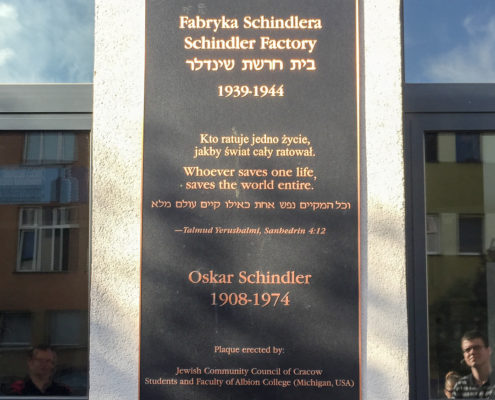 Fabryka Schindlera
Schindler Factory
בית חרשת שינדלר
1939-1944
Kto ratuje jedno życie,
jakby świat cały ratował.
Whoever saves one life,
saves the world entire.
וכל המקיים נפש אחת כאילו קיים עולם מלא
—Talmud Yerushalmi, Sanhedrin 4:12
Oskar Schindler
1908-1974
Plaque erected by:
Jewish Community Council of Cracow
Students and Faculty of Albion College (Michigan, USA)